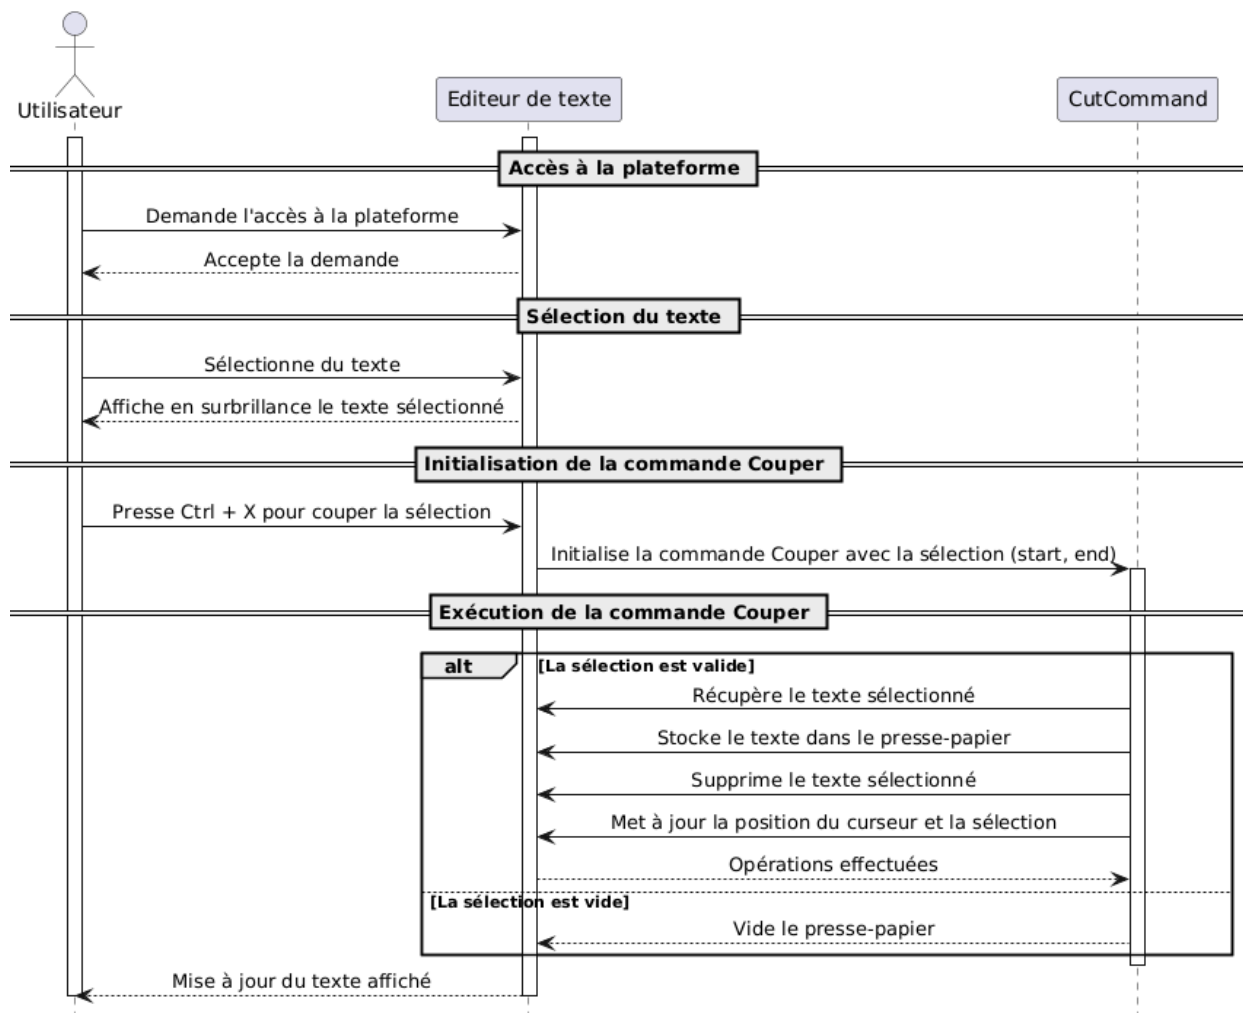 Utilisateur
Editeur de texte
CutCommand
Accès à la plateforme
Demande l'accès à la plateforme
Accepte la demande
Sélection du texte
Sélectionne du texte
Affiche en surbrillance le texte sélectionné
Initialisation de la commande Couper
Presse Ctrl + X pour couper la sélection
Initialise la commande Couper avec la sélection (start, end)
Exécution de la commande Couper
alt
[La sélection est valide]
Récupère le texte sélectionné
Stocke le texte dans le presse-papier
Supprime le texte sélectionné
Met à jour la position du curseur et la sélection
Opérations effectuées
[La sélection est vide]
Vide le presse-papier
Mise à jour du texte affiché